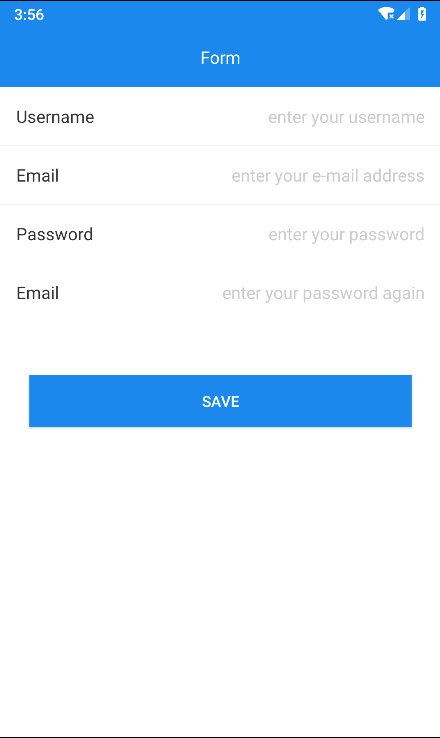 3:56
Form
Username enter your username
Email enter your e-mail address
Password enter your password
Email enter your password again
SAVE